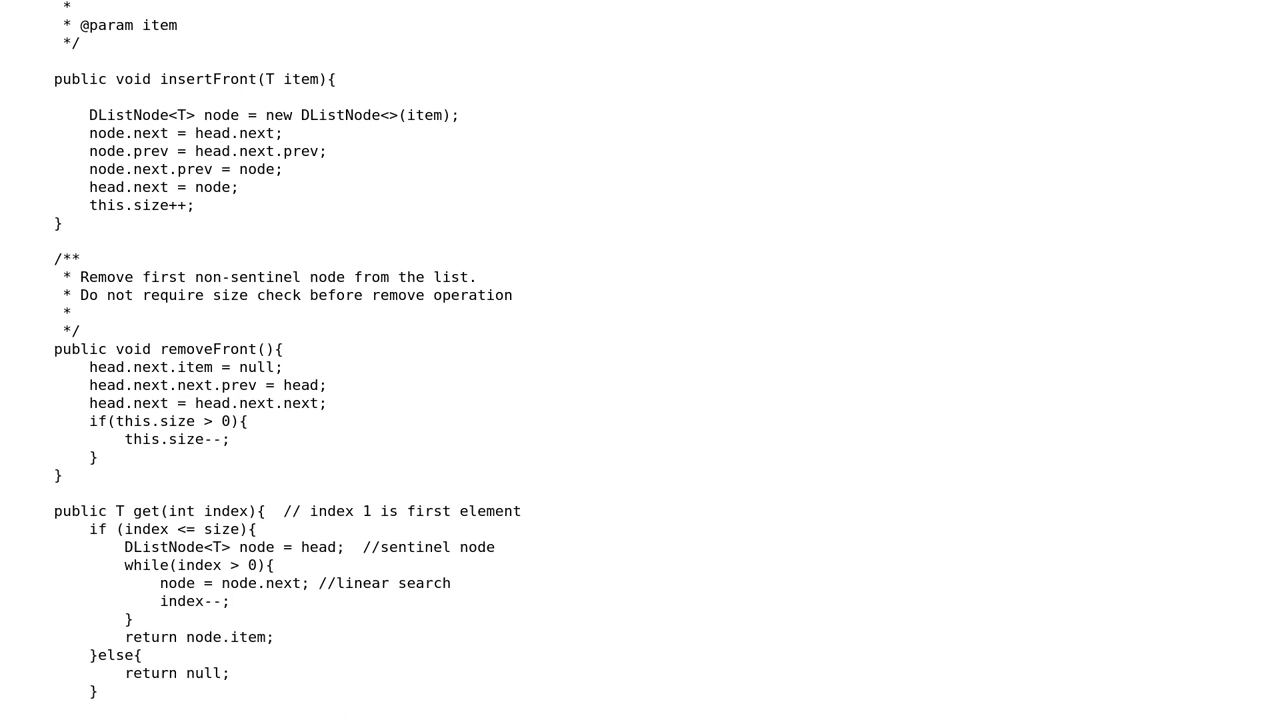 *
     * @param item
     */

    public void insertFront(T item){

        DListNode<T> node = new DListNode<>(item);
        node.next = head.next;
        node.prev = head.next.prev;
        node.next.prev = node;
        head.next = node;
        this.size++;
    }

    /**
     * Remove first non-sentinel node from the list.
     * Do not require size check before remove operation
     *
     */
    public void removeFront(){
        head.next.item = null;
        head.next.next.prev = head;
        head.next = head.next.next;
        if(this.size > 0){
            this.size--;
        }
    }

    public T get(int index){  // index 1 is first element
        if (index <= size){
            DListNode<T> node = head;  //sentinel node
            while(index > 0){
                node = node.next; //linear search
                index--;
            }
            return node.item;
        }else{
            return null;
        }